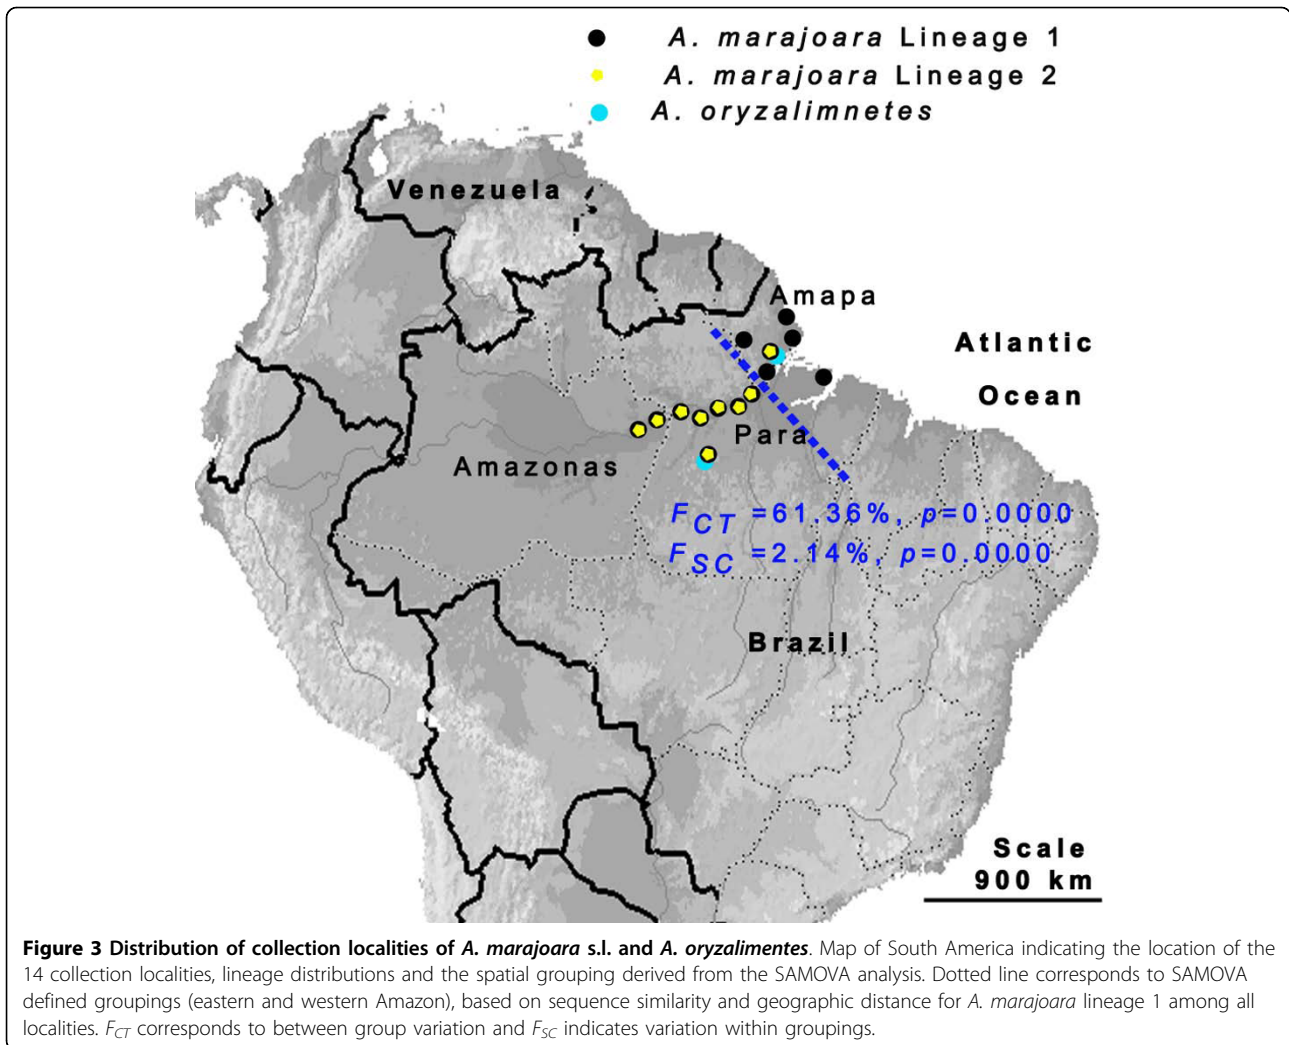 A. marajoara Lineage 1
A. marajoara Lineage 2
A. oryzalimnetes
Venezuela
Amapa
Atlantic
Ocean
Para
Amazonas
FCT =61.36%, p=0.0000
FSC =2.14%, p=0.0000
Brazil
Scale
900 km
Figure 3 Distribution of collection localities of A. marajoara s.l. and A. oryzalimentes. Map of South America indicating the location of the
14 collection localities, lineage distributions and the spatial grouping derived from the SAMOVA analysis. Dotted line corresponds to SAMOVA
defined groupings (eastern and western Amazon), based on sequence similarity and geographic distance for A. marajoara lineage 1 among all
localities. FCT corresponds to between group variation and FSC indicates variation within groupings.